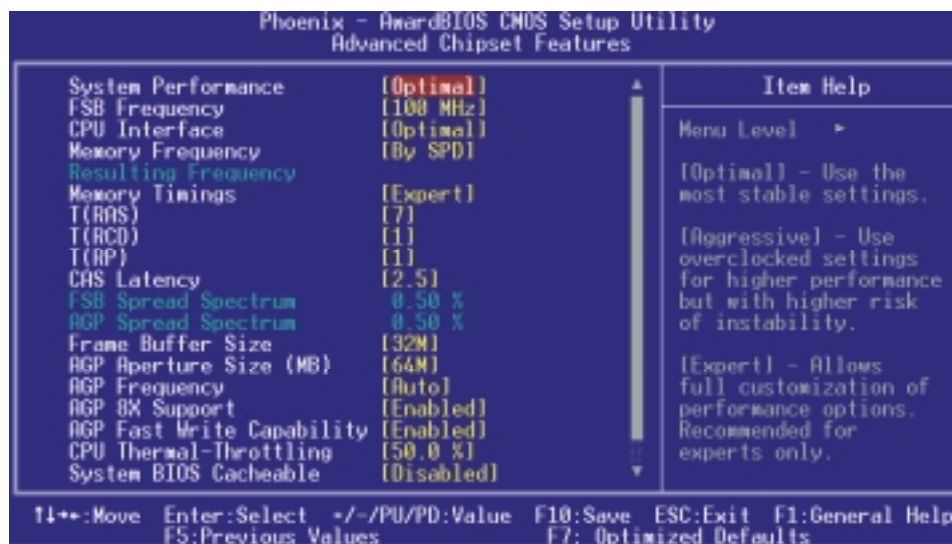 Phoenix - AwardBIOS CMOS Setup Utility
Advanced Chipset Features
System Performance [Optimal]
FSB Frequency [100 MHz]
CPU Interface [Optimal]
Memory Frequency [By SPD]
Resulting Frequency
Memory Timings [Expert]
T(RAS) [7]
T(RCD) [1]
T(RP) [1]
CAS Latency [2.5]
FSB Spread Spectrum 0.50 %
AGP Spread Spectrum 0.50 %
Frame Buffer Size [32M]
AGP Aperture Size (MB) [64M]
AGP Frequency [Auto]
AGP 8X Support [Enabled]
AGP Fast Write Capability [Enabled]
CPU Thermal-Throttling [50.0 %]
System BIOS Cacheable [Disabled]
Item Help
Menu Level ►
[Optimal] - Use the
most stable settings.
[Aggressive] - Use
overclocked settings
for higher performance
but with higher risk
of instability.
[Expert] - Allows
full customization of
performance options.
Recommended for
experts only.
↑↓→←:Move Enter:Select +/-/PU/PD:Value F10:Save ESC:Exit F1:General Help
F5:Previous Values F7: Optimized Defaults